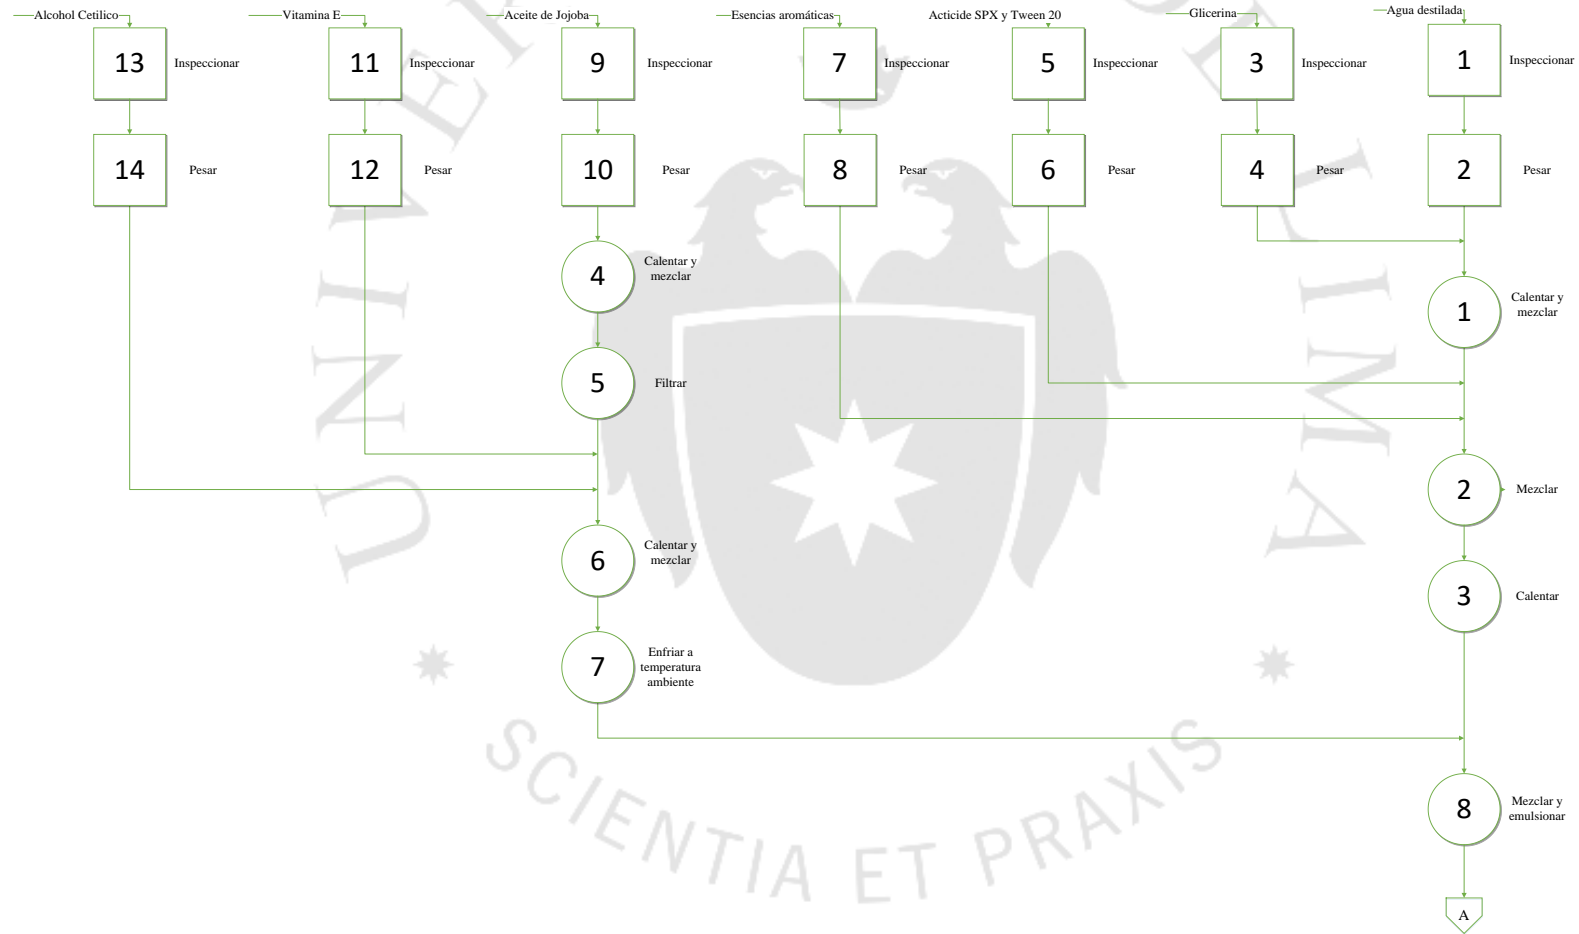 Alcohol Cetilico
Vitamina E
Aceite de Jojoba
Esencias aromáticas
Acticide SPX y Tween 20
Glicerina
Agua destilada
13
Inspeccionar
11
Inspeccionar
9
Inspeccionar
7
Inspeccionar
5
Inspeccionar
3
Inspeccionar
1
Inspeccionar
14
Pesar
12
Pesar
10
Pesar
8
Pesar
6
Pesar
4
Pesar
2
Pesar
4
Calentar y
mezclar
1
Calentar y
mezclar
5
Filtrar
2
Mezclar
6
Calentar y
mezclar
3
Calentar
7
Enfriar a
temperatura
ambiente
8
Mezclar y
emulsionar
A
SCIENTIA ET PRAXIS